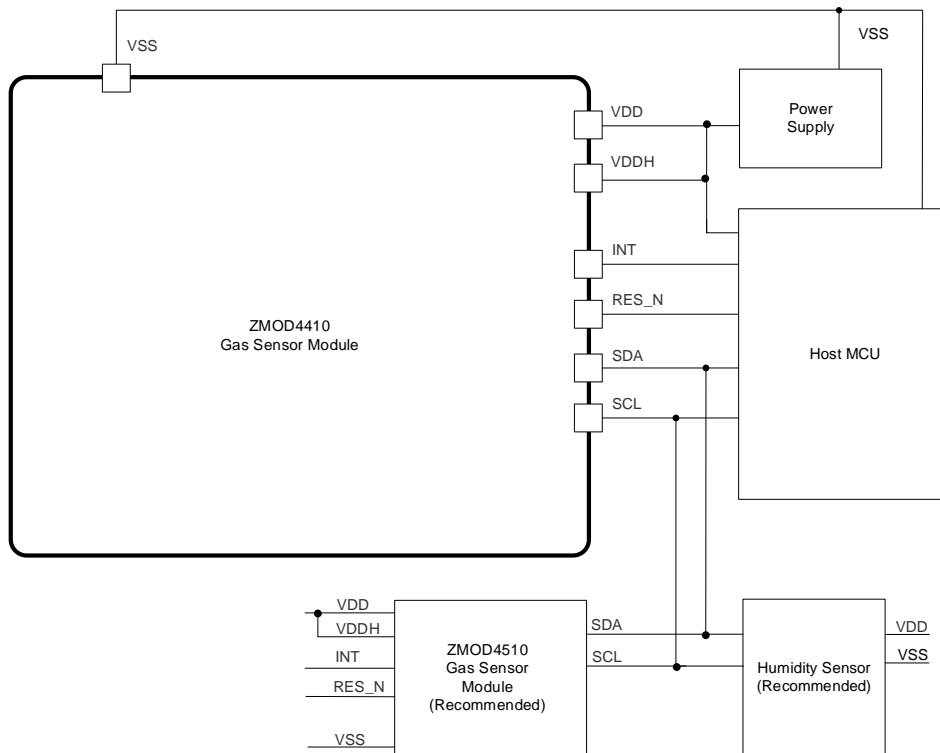 VSS
VSS
VDD
Power
Supply
VDDH
INT
RES_N
ZMOD4410
Gas Sensor Module
SDA
SCL
Host MCU
VDD
VDDH
INT
RES_N
VSS
ZMOD4510
Gas Sensor
Module
(Recommended)
SDA
SCL
Humidity Sensor
(Recommended)
VDD
VSS